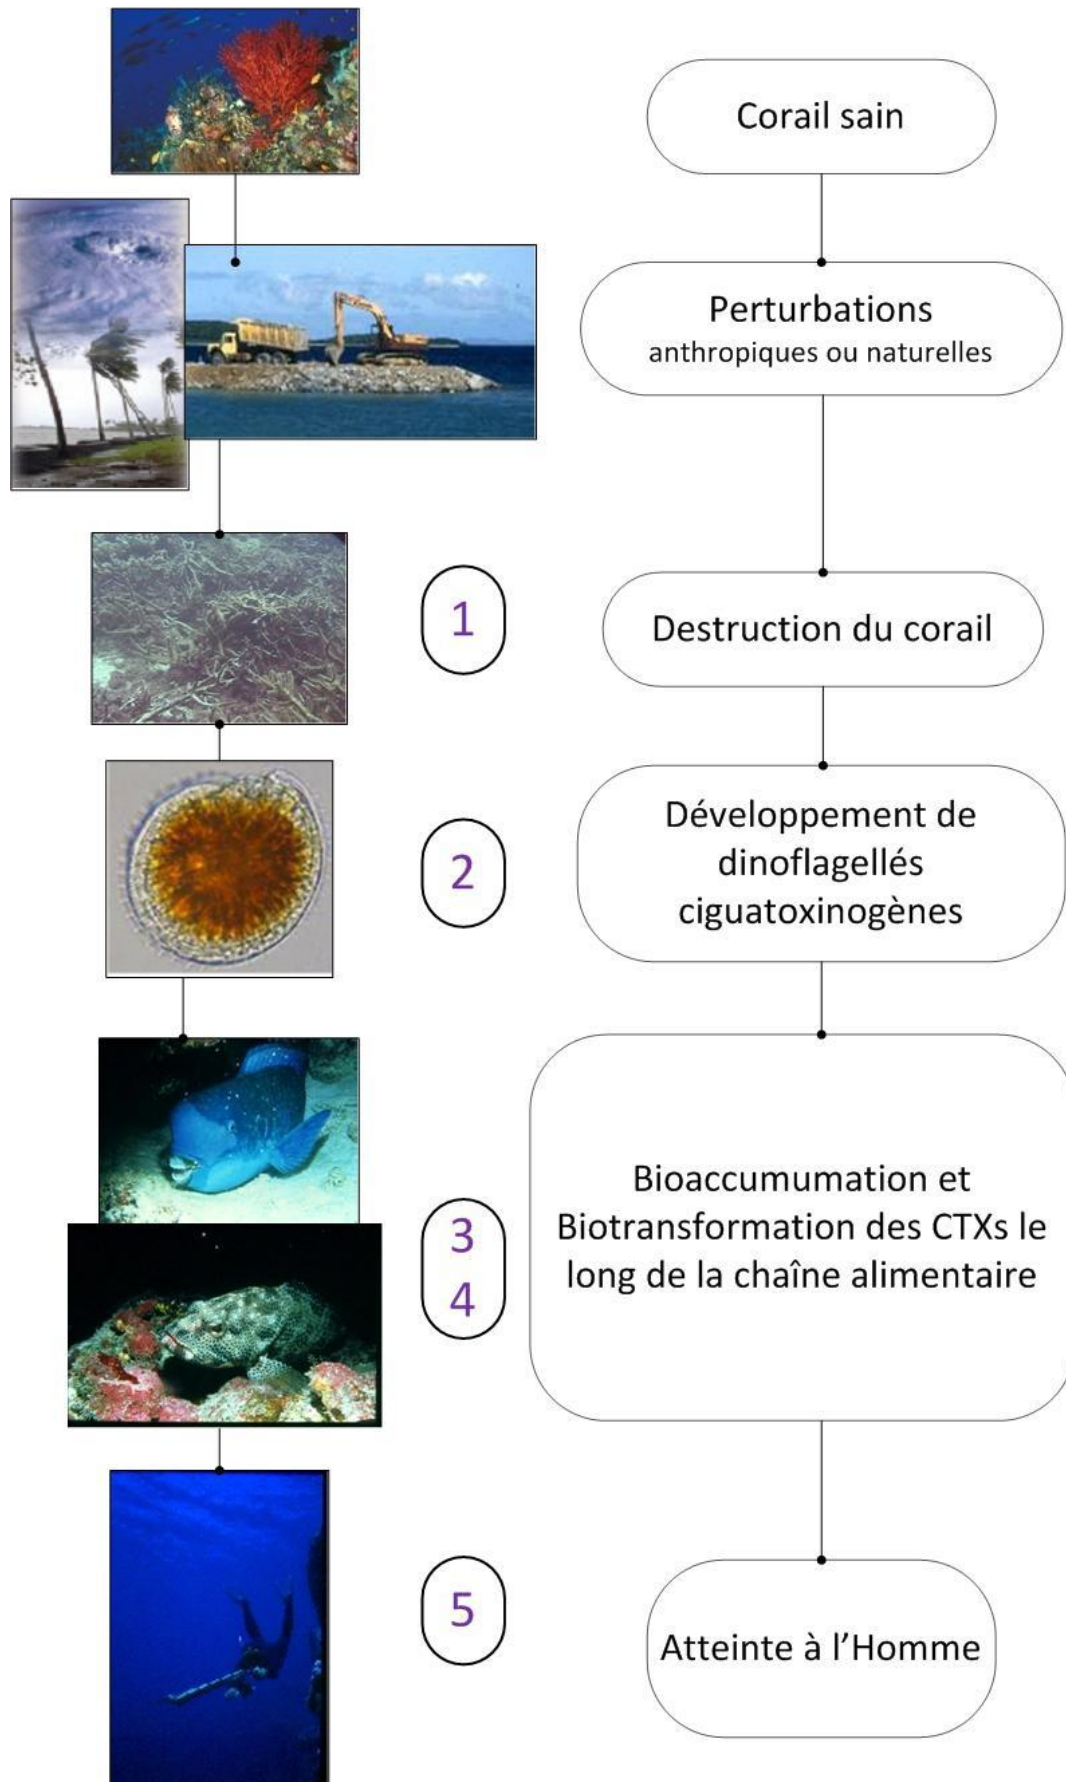 Corail sain
Perturbations
anthropiques ou naturelles
1
Destruction du corail
2
Développement de
dinoflagellés
ciguatoxinogènes
3
4
Bioaccumumation et
Biotransformation des CTXs le
long de la chaîne alimentaire
5
Atteinte à l’Homme